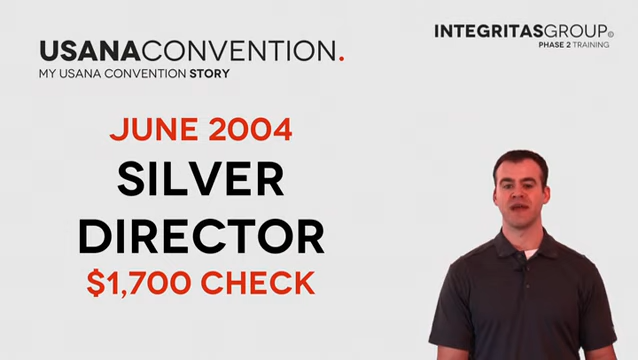 USANACONVENTION.
MY USANA CONVENTION STORY
INTEGRITASGROUP©
PHASE 2 TRAINING
JUNE 2004
SILVER
DIRECTOR
$1,700 CHECK